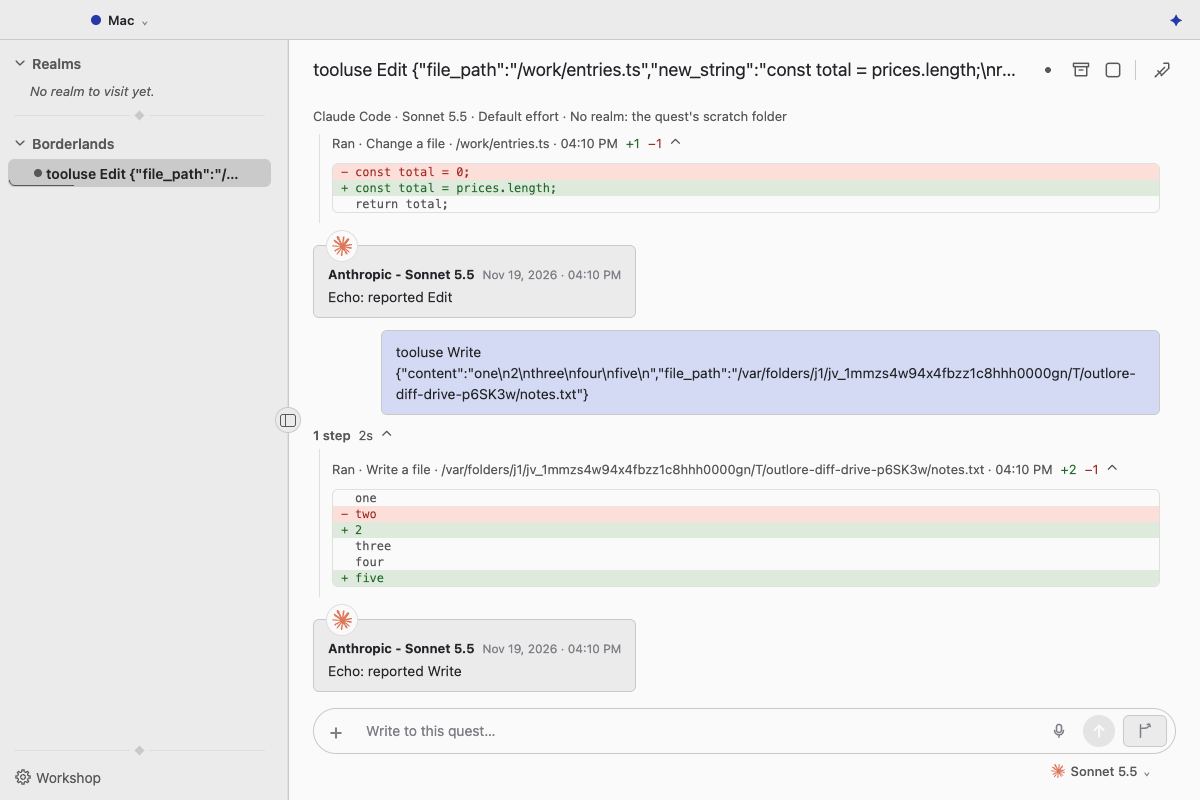 Mac
Realms
No realm to visit yet.
Borderlands
tooluse Edit {"file_path":"/...
Workshop
tooluse Edit {"file_path":"/work/entries.ts","new_string":"const total = prices.length;\nr...
Claude Code · Sonnet 5.5 · Default effort · No realm: the quest's scratch folder
Ran · Change a file · /work/entries.ts · 04:10 PM +1 −1
− const total = 0;
+ const total = prices.length;
return total;
Anthropic - Sonnet 5.5 Nov 19, 2026 · 04:10 PM
Echo: reported Edit
tooluse Write
{"content":"one\n2\nthree\nfour\nfive\n","file_path":"/var/folders/j1/jv_1mmzs4w94x4fbzz1c8hhh0000gn/T/outlore-
diff-drive-p6SK3w/notes.txt"}
1 step 2s
Ran · Write a file · /var/folders/j1/jv_1mmzs4w94x4fbzz1c8hhh0000gn/T/outlore-diff-drive-p6SK3w/notes.txt · 04:10 PM +2 −1
one
− two
+ 2
three
four
+ five
Anthropic - Sonnet 5.5 Nov 19, 2026 · 04:10 PM
Echo: reported Write
Write to this quest...
Sonnet 5.5